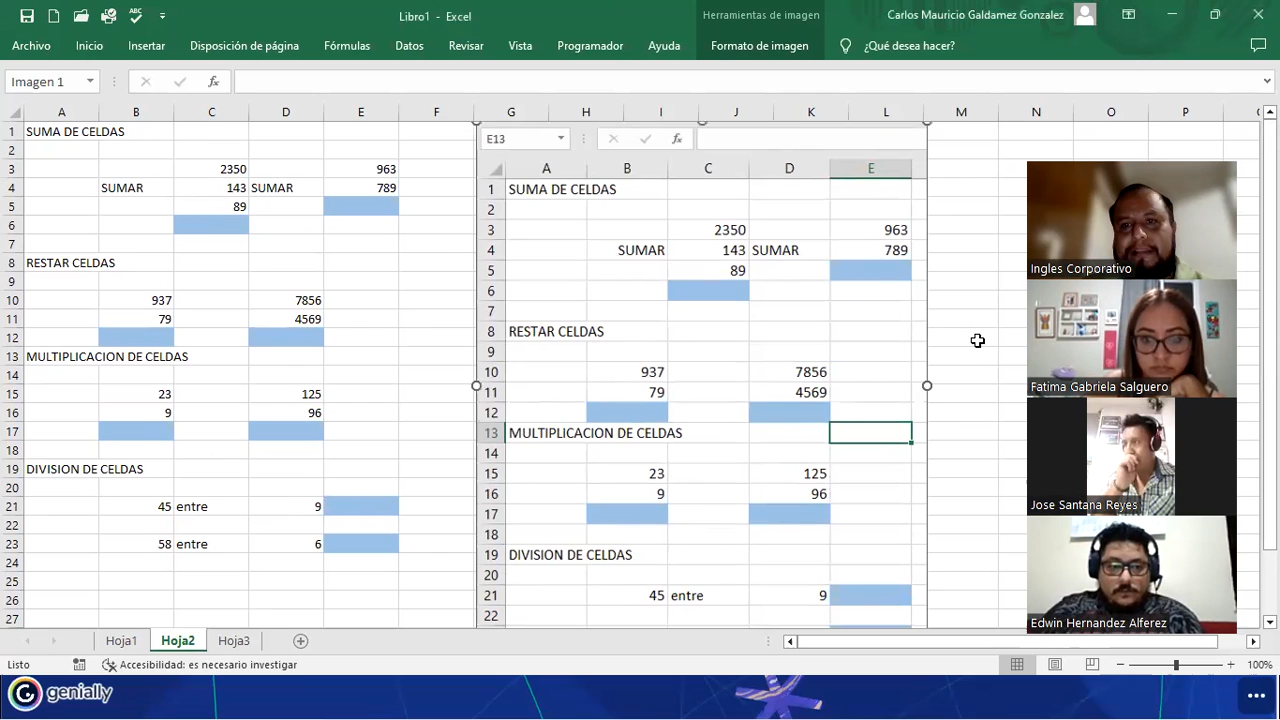 Libro1 - Excel
Herramientas de imagen
Carlos Mauricio Galdamez Gonzalez
Archivo Inicio Insertar Disposición de página Fórmulas Datos Revisar Vista Programador Ayuda Formato de imagen ¿Qué desea hacer?
Imagen 1 fx
A B C D E F G H I J K L M N O P
1 SUMA DE CELDAS
2
3 2350 963
4 SUMAR 143 SUMAR 789
5 89
6
7
8 RESTAR CELDAS
9
10 937 7856
11 79 4569
12
13 MULTIPLICACION DE CELDAS
14
15 23 125
16 9 96
17
18
19 DIVISION DE CELDAS
20
21 45 entre 9
22
23 58 entre 6
24
25
26
27
E13 fx
A B C D E
1 SUMA DE CELDAS
2
3 2350 963
4 SUMAR 143 SUMAR 789
5 89
6
7
8 RESTAR CELDAS
9
10 937 7856
11 79 4569
12
13 MULTIPLICACION DE CELDAS
14
15 23 125
16 9 96
17
18
19 DIVISION DE CELDAS
20
21 45 entre 9
22
Ingles Corporativo
Fatima Gabriela Salguero
Jose Santana Reyes
Edwin Hernandez Alferez
Hoja1 Hoja2 Hoja3
Listo Accesibilidad: es necesario investigar 100%
genially